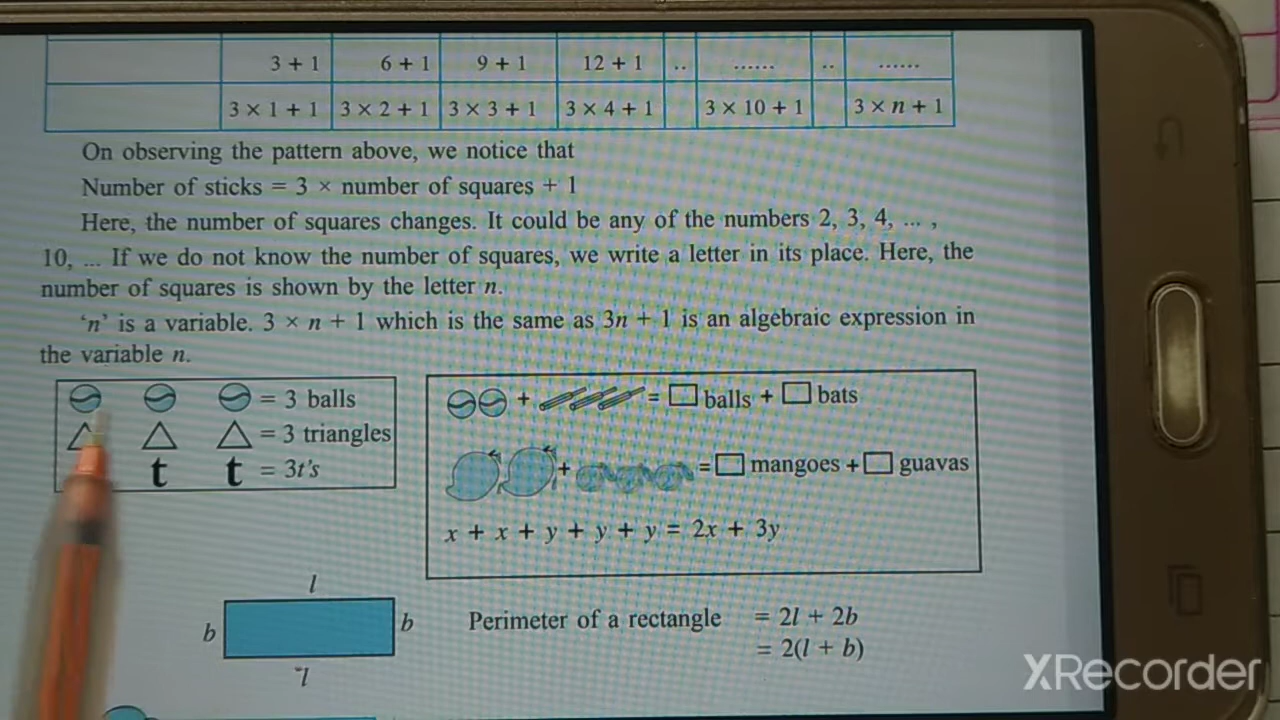 3 + 1 6 + 1 9 + 1 12 + 1 .. ...... .. ......
3 × 1 + 1 3 × 2 + 1 3 × 3 + 1 3 × 4 + 1 3 × 10 + 1 3 × n + 1
On observing the pattern above, we notice that
Number of sticks = 3 × number of squares + 1
Here, the number of squares changes. It could be any of the numbers 2, 3, 4, ... ,
10, ... If we do not know the number of squares, we write a letter in its place. Here, the
number of squares is shown by the letter n.
'n' is a variable. 3 × n + 1 which is the same as 3n + 1 is an algebraic expression in
the variable n.
= 3 balls
= 3 triangles
t t = 3t's
+ = balls + bats
+ = mangoes + guavas
x + x + y + y + y = 2x + 3y
l
b b
l
Perimeter of a rectangle = 2l + 2b
= 2(l + b)
XRecorder